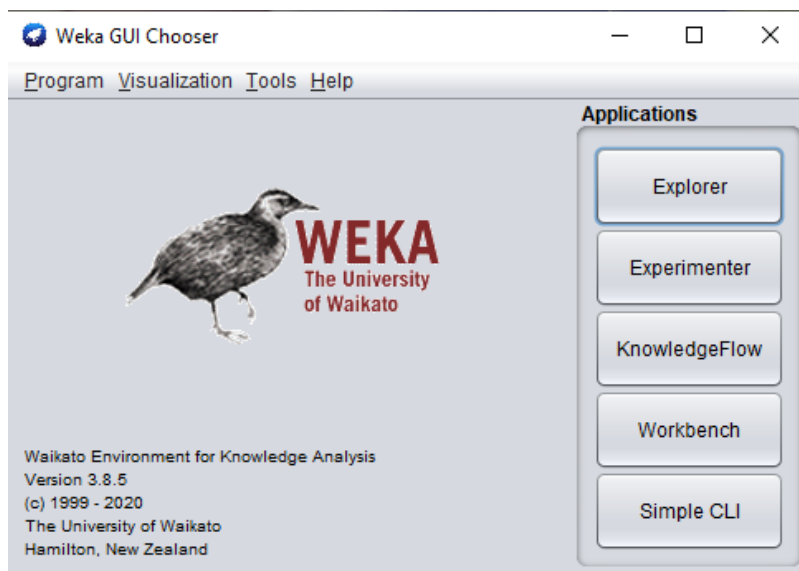 Weka GUI Chooser
Program Visualization Tools Help
Applications
Explorer
Experimenter
KnowledgeFlow
Workbench
Simple CLI
WEKA
The University
of Waikato
Waikato Environment for Knowledge Analysis
Version 3.8.5
(c) 1999 - 2020
The University of Waikato
Hamilton, New Zealand